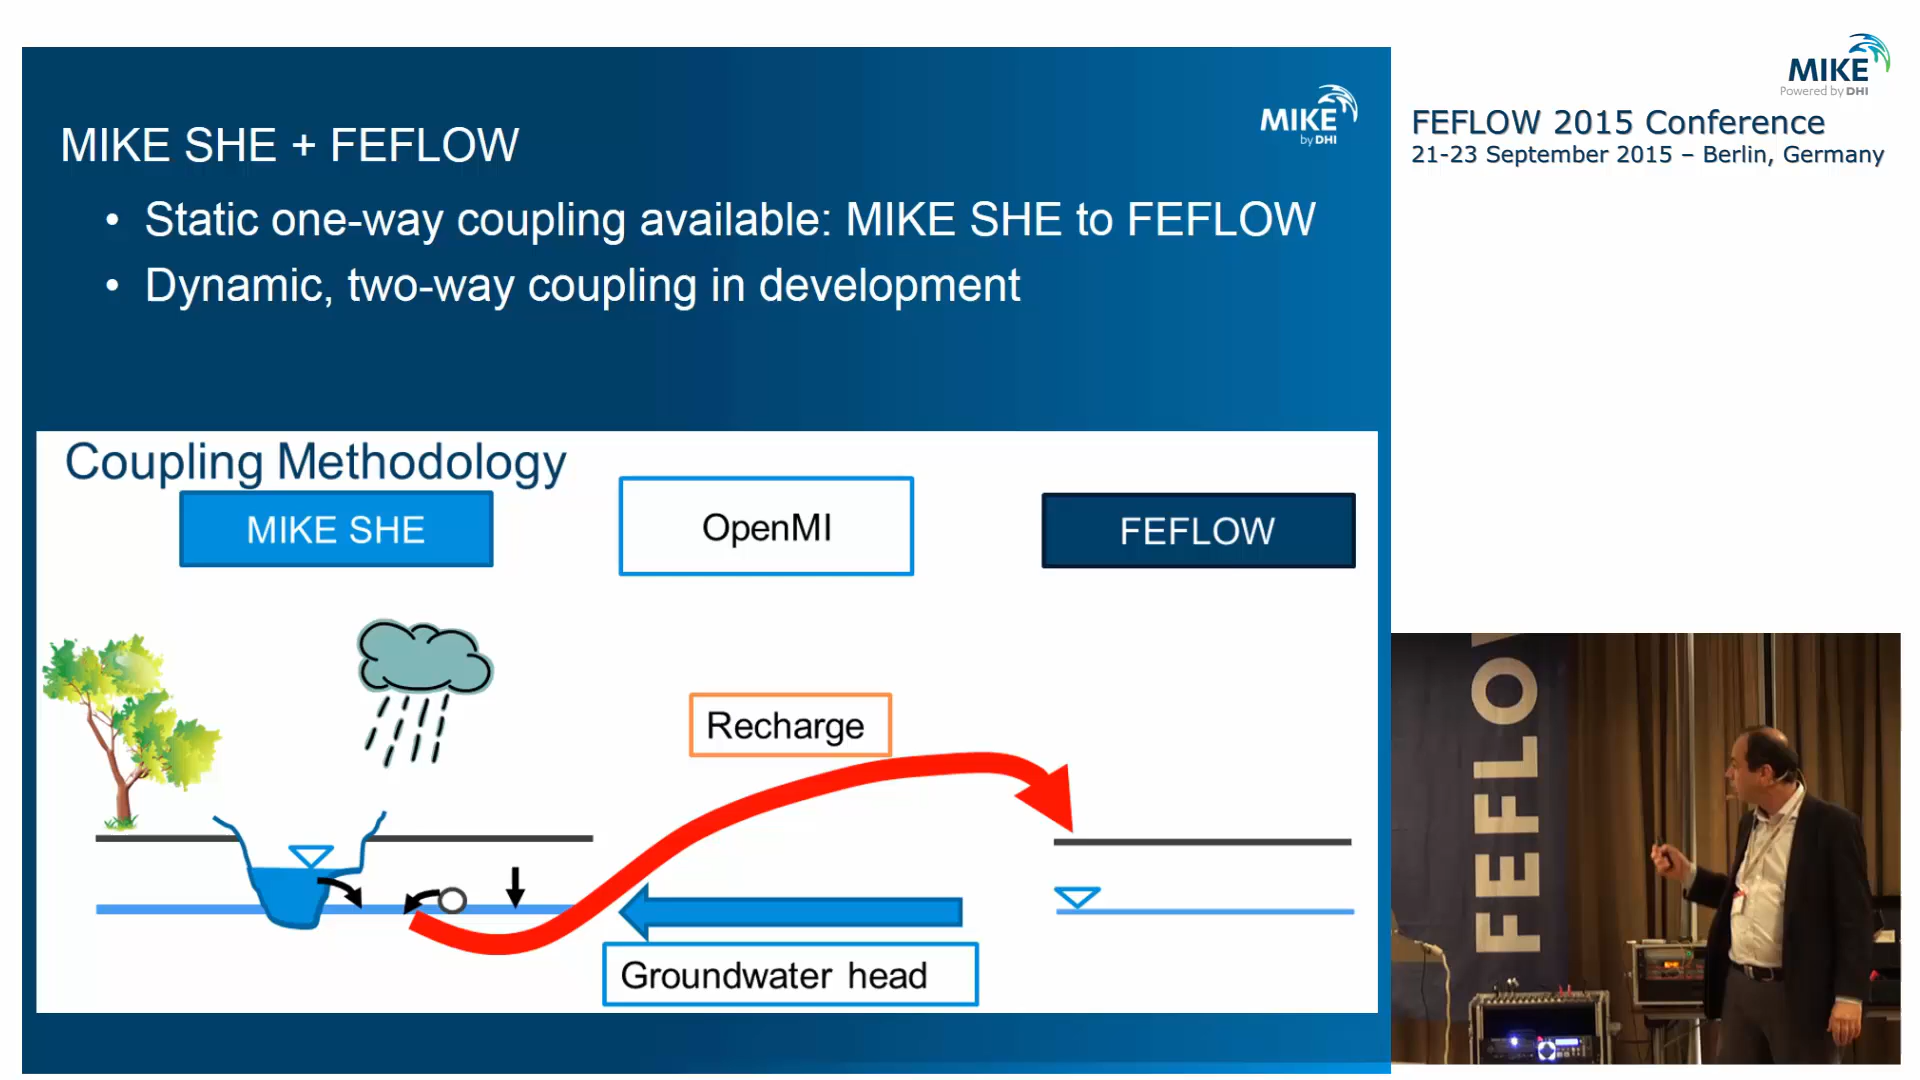 MIKE
Powered by DHI
FEFLOW 2015 Conference
21-23 September 2015 – Berlin, Germany
MIKE
by DHI
MIKE SHE + FEFLOW
• Static one-way coupling available: MIKE SHE to FEFLOW
• Dynamic, two-way coupling in development
Coupling Methodology
MIKE SHE
OpenMI
FEFLOW
Recharge
Groundwater head
FEFLO